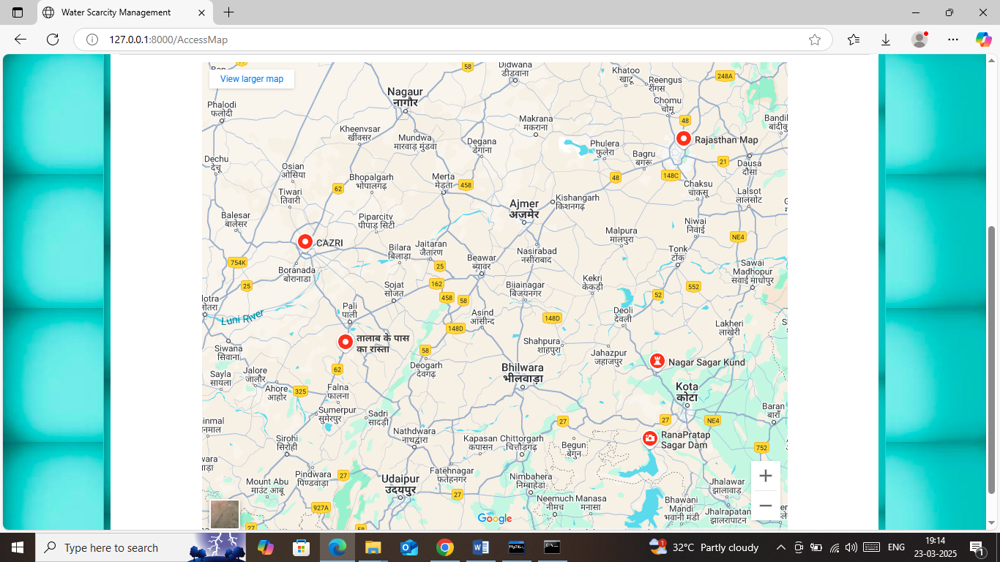 Water Scarcity Management
127.0.0.1:8000/AccessMap
View larger map
58
Didwana
डीडवाना
Khatoo
खाटू
Reengus
रींगस
248A
Nagaur
नागौर
Chomu
चोमू
Phalodi
फलोदी
Makrana
मकराना
48
Kheenvsar
खींवसर
Mundwa
मारवाड़ मुंडवा
Degana
डेगाना
Phulera
फुलेरा
Rajasthan Map
Bagru
बगरू
21
Dausa
दौसा
Dechu
देचू
Osian
ओसिया
Bhopalgarh
भोपालगढ़
Merta
मेड़ता
458
48
148C
Chaksu
चाकसू
Lalsot
लालसोट
62
Tiwari
तिवारी
Ajmer
अजमेर
Kishangarh
किशनगढ़
Balesar
बालेसर
Piparcity
पीपाड़ सिटी
Niwai
निवाई
Malpura
मालपुरा
NE4
CAZRI
Bilara
बिलाड़ा
Jaitaran
जैतारण
Nasirabad
नसीराबाद
Tonk
टोंक
754K
Boranada
बोरानाडा
25
Beawar
ब्यावर
Sawai
Madhopur
सवाई माधोपुर
25
Sojat
सोजत
162
Bijainagar
बिजयनगर
Kekri
केकड़ी
552
52
458
58
Pali
पाली
Luni River
Asind
आसीन्द
148D
148D
Deoli
देवली
Lakheri
लाखेरी
तालाब के पास
का रास्ता
Siwana
सिवाना
58
Shahpura
शाहपुरा
Jahazpur
जहाजपुर
Nagar Sagar Kund
Deogarh
देवगढ़
62
Bhilwara
भीलवाड़ा
Sayla
सायला
Jalore
जालौर
Ahore
आहोर
325
Falna
फालना
Kota
कोटा
Sumerpur
सुमेरपुर
Sadri
सादड़ी
Baran
बाराँ
27
27
NE4
Nathdwara
नाथद्वारा
Kapasan
कपासन
Chittorgarh
चित्तौड़गढ़
Begun
बेगुन
RanaPratap
Sagar Dam
Sirohi
सिरोही
752
Pindwara
पिंडवाड़ा
27
Fatehnagar
फतेहनगर
Udaipur
उदयपुर
Nimbahera
निम्बाहेड़ा
Mount Abu
माउंट आबू
Jhalawar
झालावाड़
27
927A
Neemuch
नीमच
Manasa
मनासा
Bhawani
Mandi
भवानी मंडी
Jhalrapatan
झालरापाटन
Google
27
58
Type here to search
32°C Partly cloudy
ENG
19:14
23-03-2025